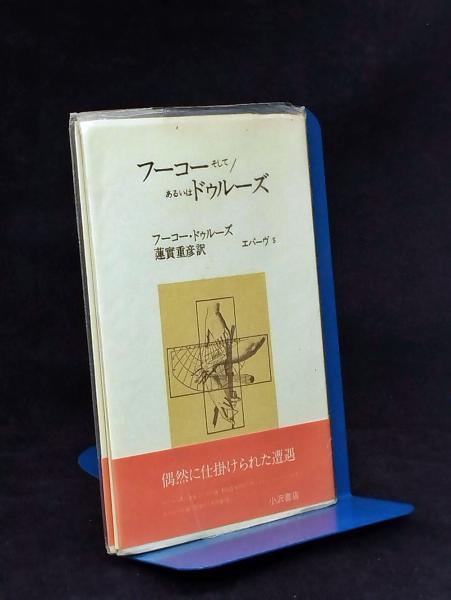 フーコーそして/
あるいはドゥルーズ
フーコー・ドゥルーズ
蓮實重彦訳
エパーヴ 5
偶然に仕掛けられた遭遇
小沢書店